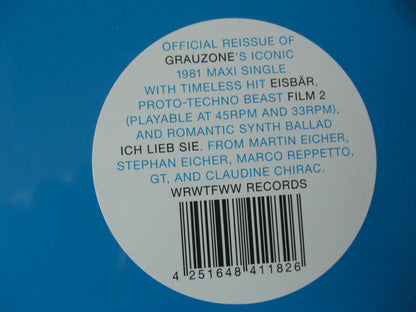 OFFICIAL REISSUE OF
GRAUZONE'S ICONIC
1981 MAXI SINGLE
WITH TIMELESS HIT EISBÄR,
PROTO-TECHNO BEAST FILM 2
(PLAYABLE AT 45RPM AND 33RPM),
AND ROMANTIC SYNTH BALLAD
ICH LIEB SIE. FROM MARTIN EICHER,
STEPHAN EICHER, MARCO REPPETTO,
GT, AND CLAUDINE CHIRAC.
WRWTFWW RECORDS
4 251648 411826